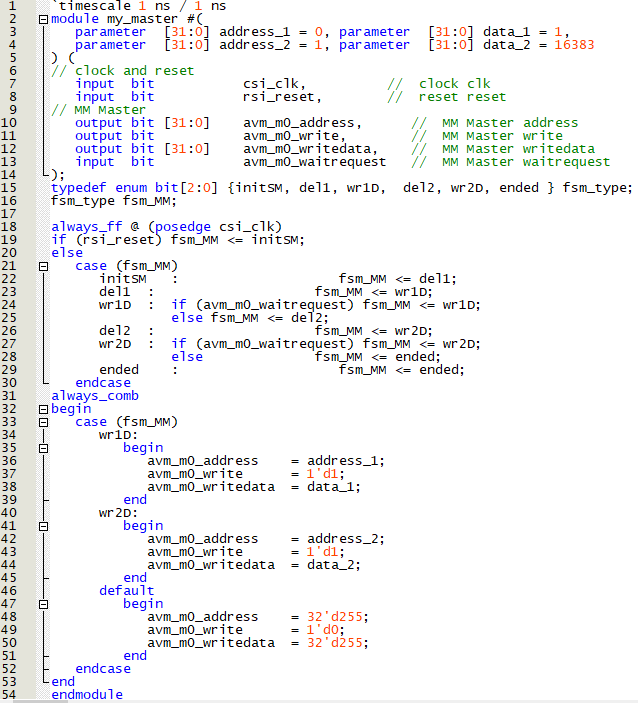 1 `timescale 1 ns / 1 ns
2 module my_master #(
3 parameter [31:0] address_1 = 0, parameter [31:0] data_1 = 1,
4 parameter [31:0] address_2 = 1, parameter [31:0] data_2 = 16383
5 ) (
6 // clock and reset
7 input bit csi_clk, // clock clk
8 input bit rsi_reset, // reset reset
9 // MM Master
10 output bit [31:0] avm_m0_address, // MM Master address
11 output bit avm_m0_write, // MM Master write
12 output bit [31:0] avm_m0_writedata, // MM Master writedata
13 input bit avm_m0_waitrequest // MM Master waitrequest
14 );
15 typedef enum bit[2:0] {initSM, del1, wr1D, del2, wr2D, ended } fsm_type;
16 fsm_type fsm_MM;
17
18 always_ff @ (posedge csi_clk)
19 if (rsi_reset) fsm_MM <= initSM;
20 else
21 case (fsm_MM)
22 initSM : fsm_MM <= del1;
23 del1 : fsm_MM <= wr1D;
24 wr1D : if (avm_m0_waitrequest) fsm_MM <= wr1D;
25 else fsm_MM <= del2;
26 del2 : fsm_MM <= wr2D;
27 wr2D : if (avm_m0_waitrequest) fsm_MM <= wr2D;
28 else fsm_MM <= ended;
29 ended : fsm_MM <= ended;
30 endcase
31 always_comb
32 begin
33 case (fsm_MM)
34 wr1D:
35 begin
36 avm_m0_address = address_1;
37 avm_m0_write = 1'd1;
38 avm_m0_writedata = data_1;
39 end
40 wr2D:
41 begin
42 avm_m0_address = address_2;
43 avm_m0_write = 1'd1;
44 avm_m0_writedata = data_2;
45 end
46 default
47 begin
48 avm_m0_address = 32'd255;
49 avm_m0_write = 1'd0;
50 avm_m0_writedata = 32'd255;
51 end
52 endcase
53 end
54 endmodule